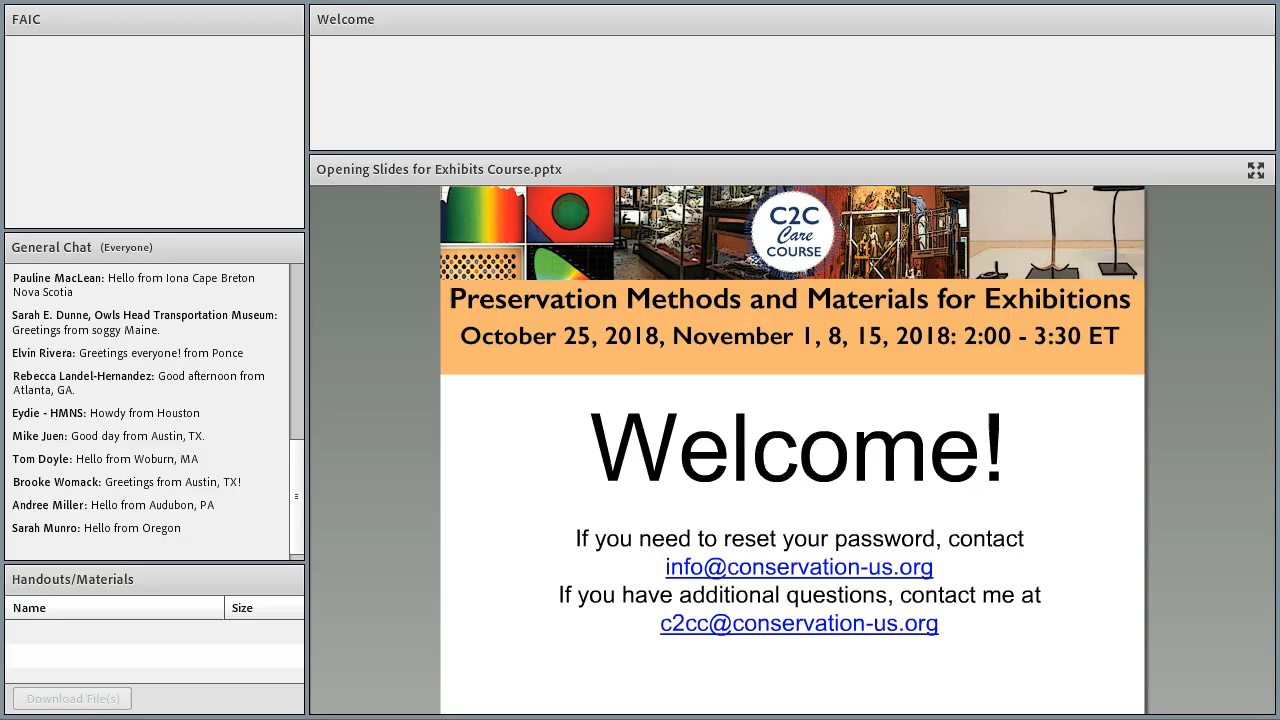 FAIC
Welcome
General Chat (Everyone)
Pauline MacLean: Hello from Iona Cape Breton
Nova Scotia
Sarah E. Dunne, Owls Head Transportation Museum:
Greetings from soggy Maine.
Elvin Rivera: Greetings everyone! from Ponce
Rebecca Landel-Hernandez: Good afternoon from
Atlanta, GA.
Eydie - HMNS: Howdy from Houston
Mike Juen: Good day from Austin, TX.
Tom Doyle: Hello from Woburn, MA
Brooke Womack: Greetings from Austin, TX!
Andree Miller: Hello from Audubon, PA
Sarah Munro: Hello from Oregon
Handouts/Materials
Name Size
Download File(s)
Opening Slides for Exhibits Course.pptx
C2C
Care
COURSE
Preservation Methods and Materials for Exhibitions
October 25, 2018, November 1, 8, 15, 2018: 2:00 - 3:30 ET
Welcome!
If you need to reset your password, contact
info@conservation-us.org
If you have additional questions, contact me at
c2cc@conservation-us.org